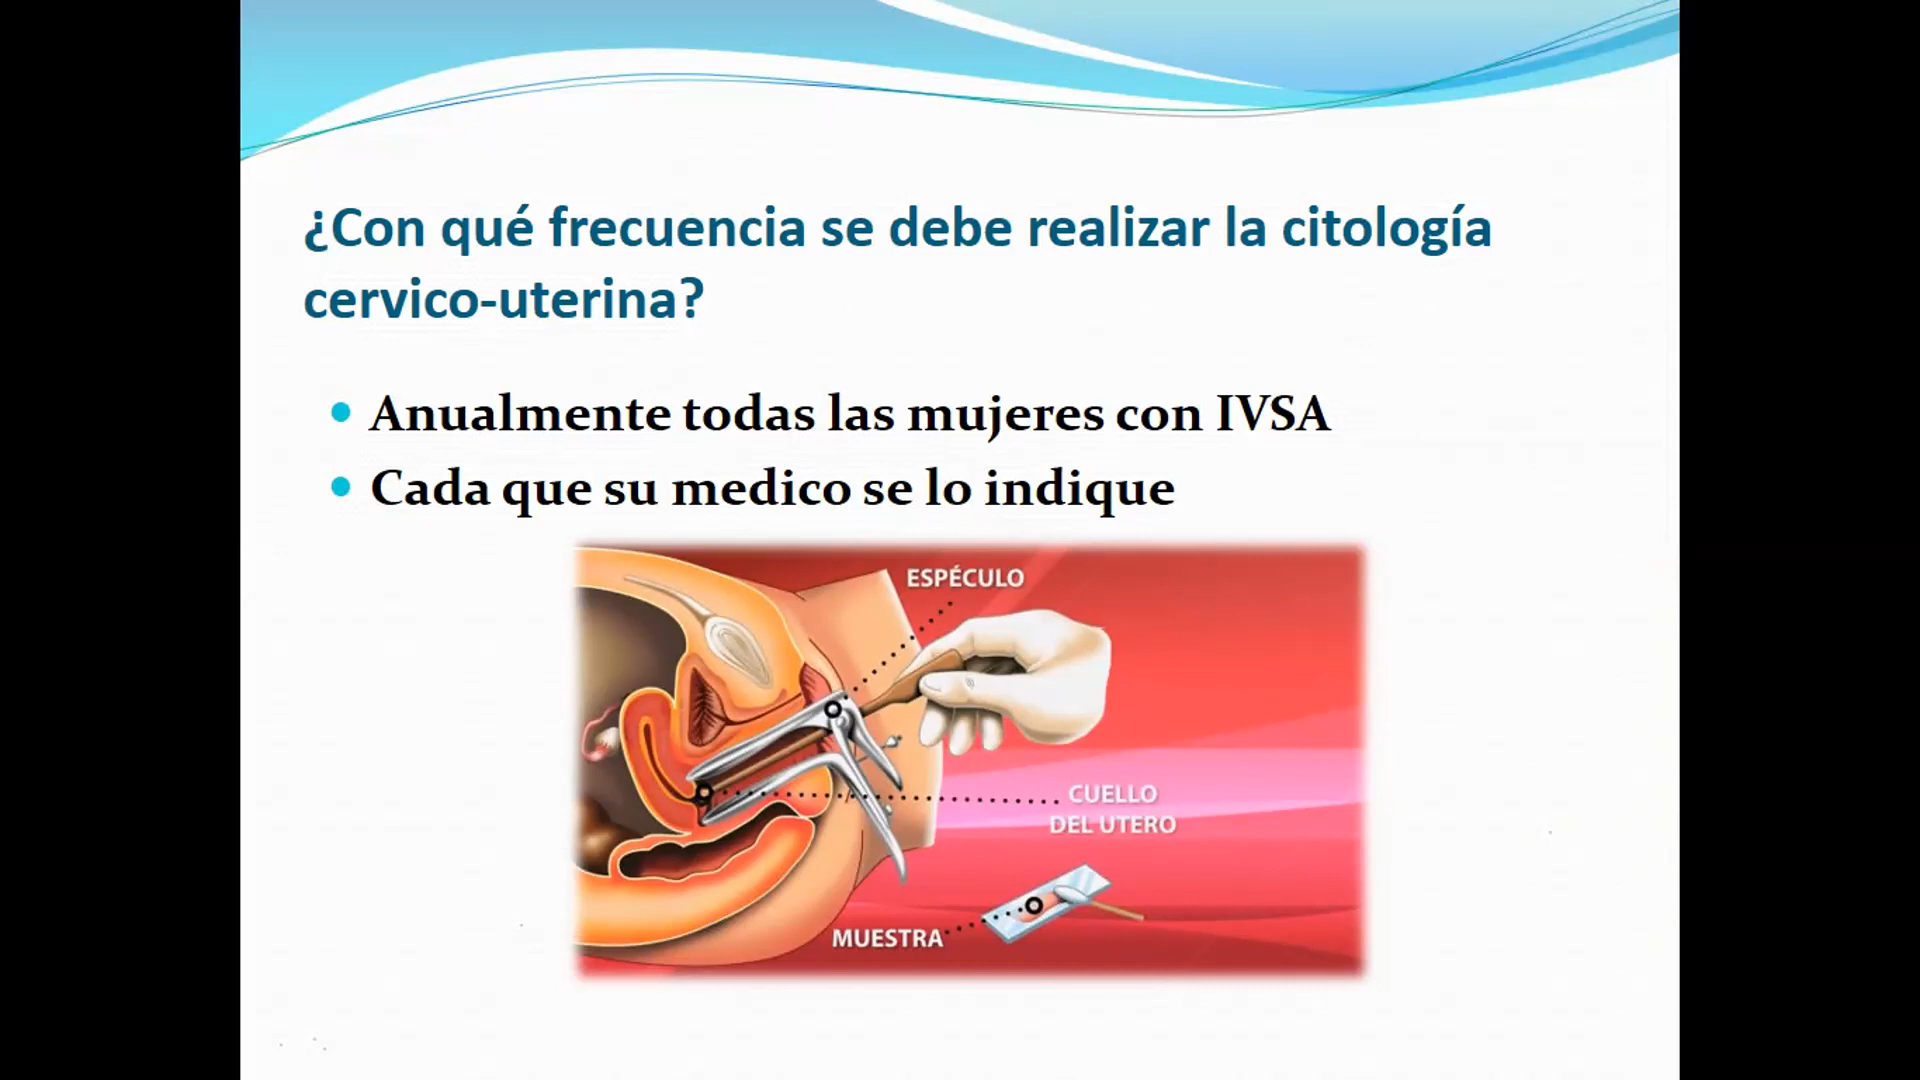 ¿Con qué frecuencia se debe realizar la citología
cervico-uterina?
Anualmente todas las mujeres con IVSA
Cada que su medico se lo indique
ESPÉCULO
CUELLO
DEL UTERO
MUESTRA